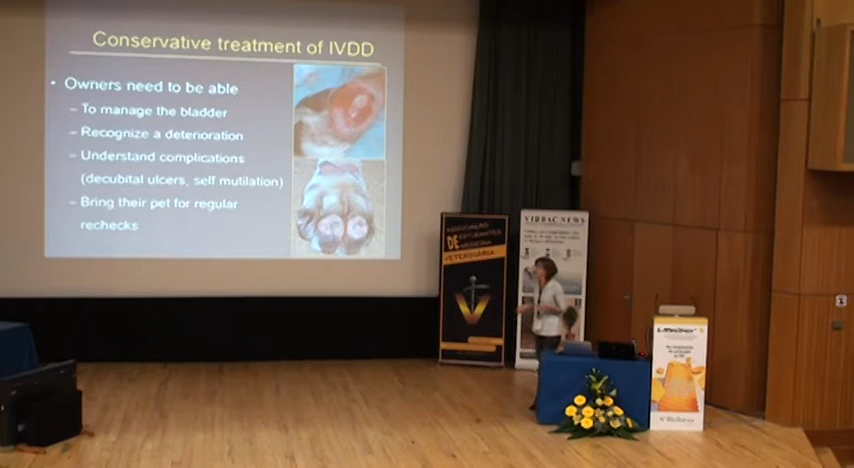 Conservative treatment of IVDD
• Owners need to be able
– To manage the bladder
– Recognize a deterioration
– Understand complications
(decubital ulcers, self mutilation)
– Bring their pet for regular
rechecks
DE
VETERINÁRIA
VIRBAC NEWS